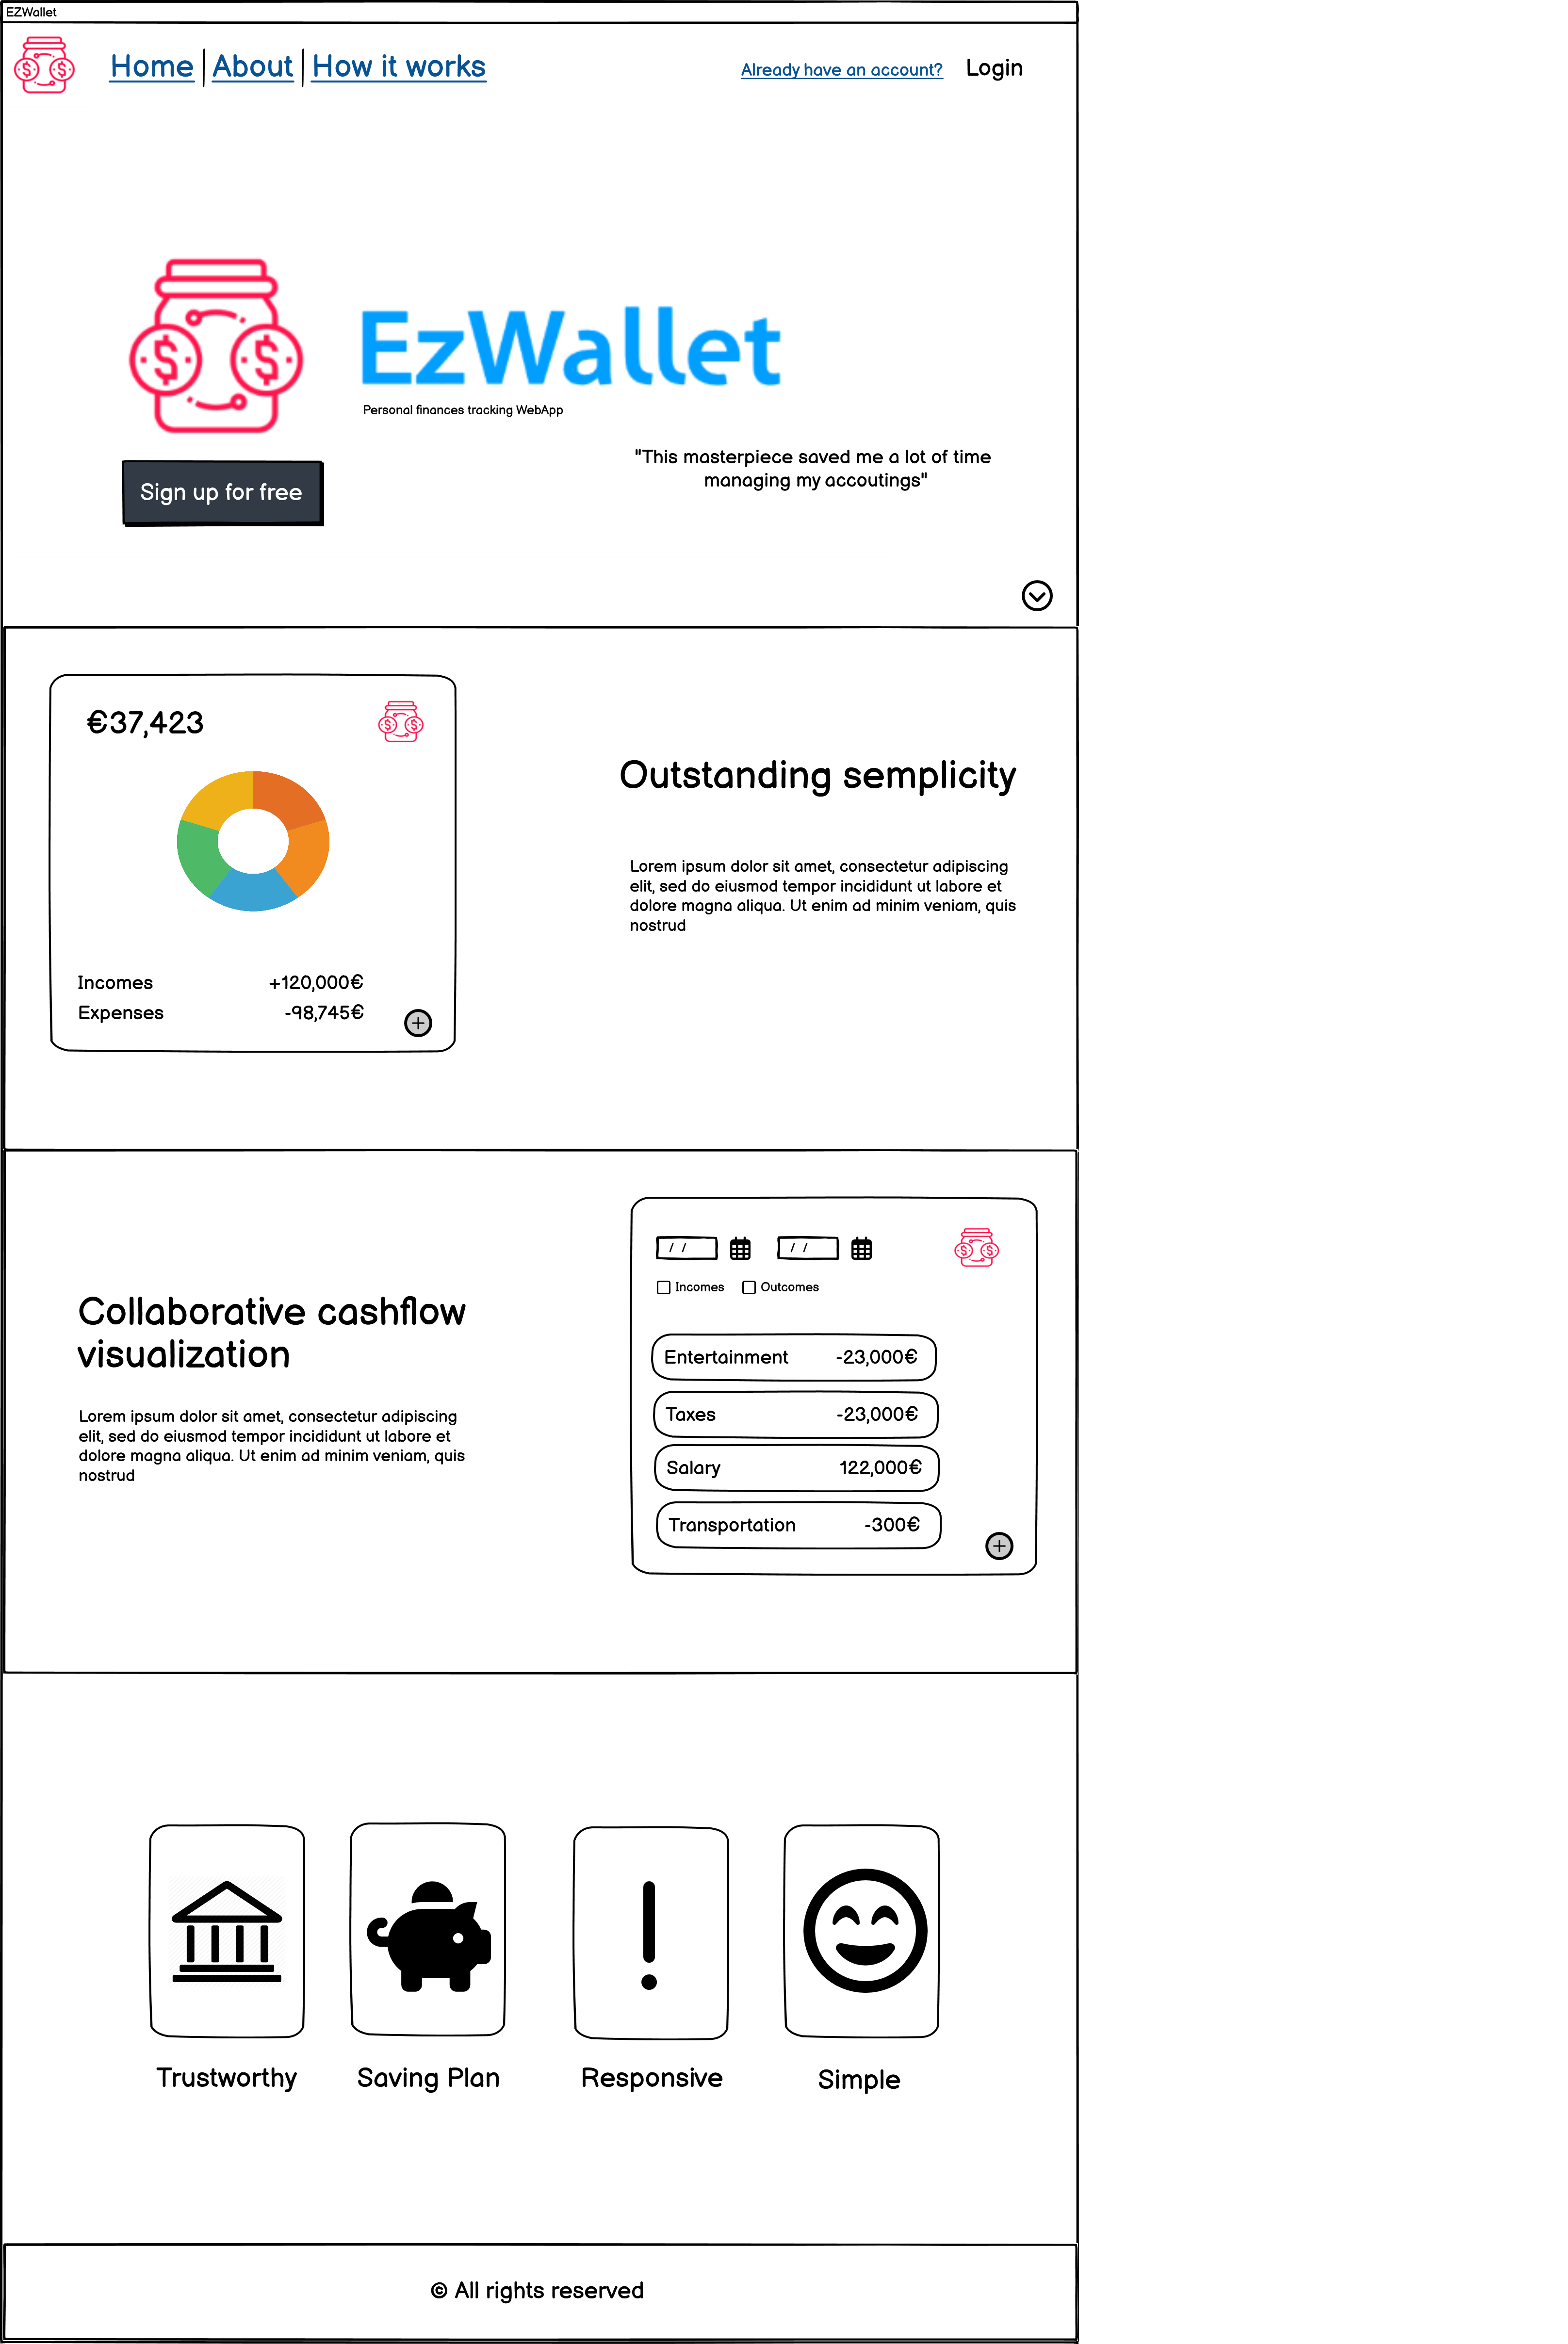 EZWallet
Home | About | How it works
Already have an account? Login
EzWallet
Personal finances tracking WebApp
"This masterpiece saved me a lot of time
managing my accoutings"
Sign up for free
€37,423
Incomes +120,000€
Expenses -98,745€
Outstanding semplicity
Lorem ipsum dolor sit amet, consectetur adipiscing
elit, sed do eiusmod tempor incididunt ut labore et
dolore magna aliqua. Ut enim ad minim veniam, quis
nostrud
Collaborative cashflow
visualization
Lorem ipsum dolor sit amet, consectetur adipiscing
elit, sed do eiusmod tempor incididunt ut labore et
dolore magna aliqua. Ut enim ad minim veniam, quis
nostrud
/ / / /
Incomes Outcomes
Entertainment -23,000€
Taxes -23,000€
Salary 122,000€
Transportation -300€
Trustworthy
Saving Plan
Responsive
Simple
© All rights reserved